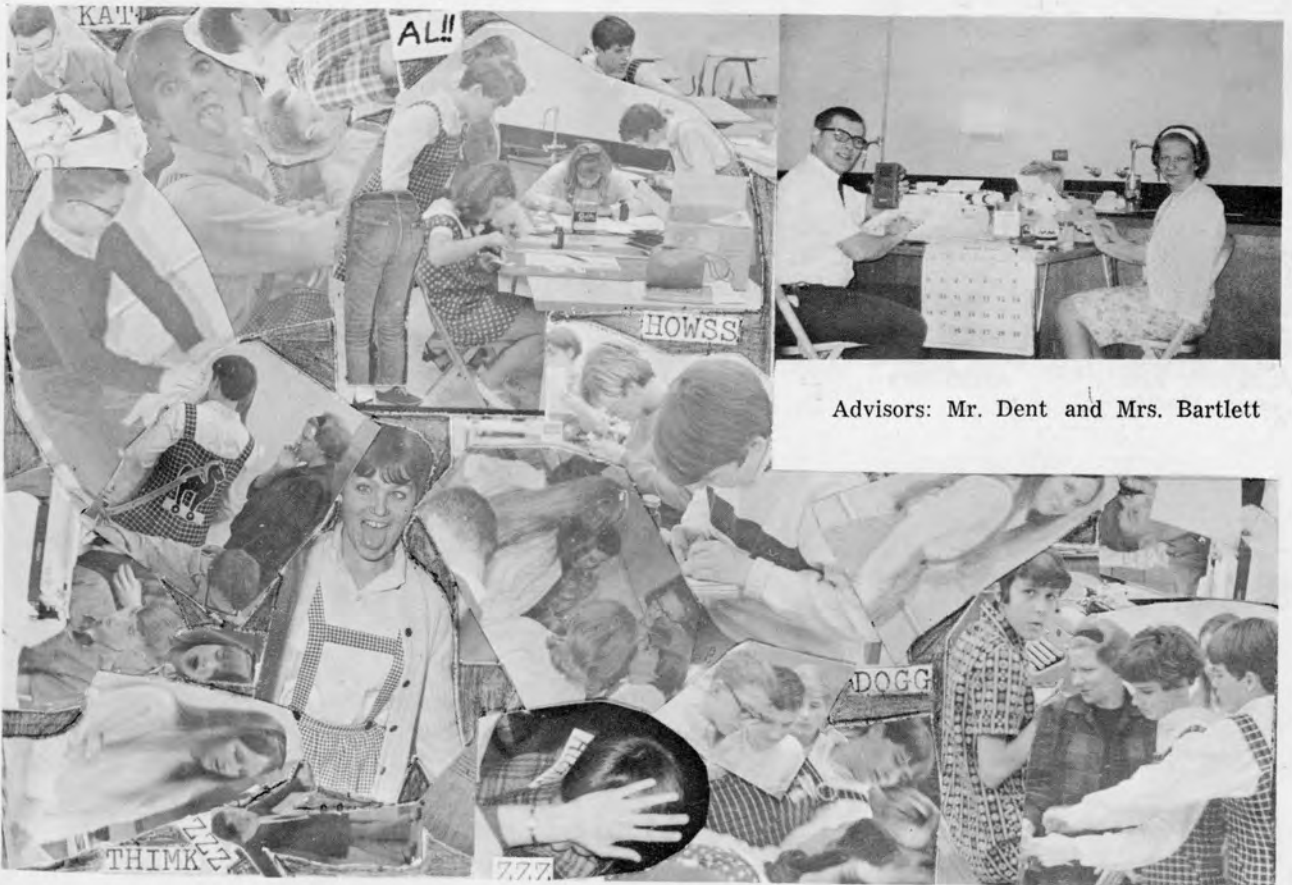 KAT
AL!!
HOWSS
Advisors: Mr. Dent and Mrs. Bartlett
DOGG
THIMK
ZZZ
ZZZ